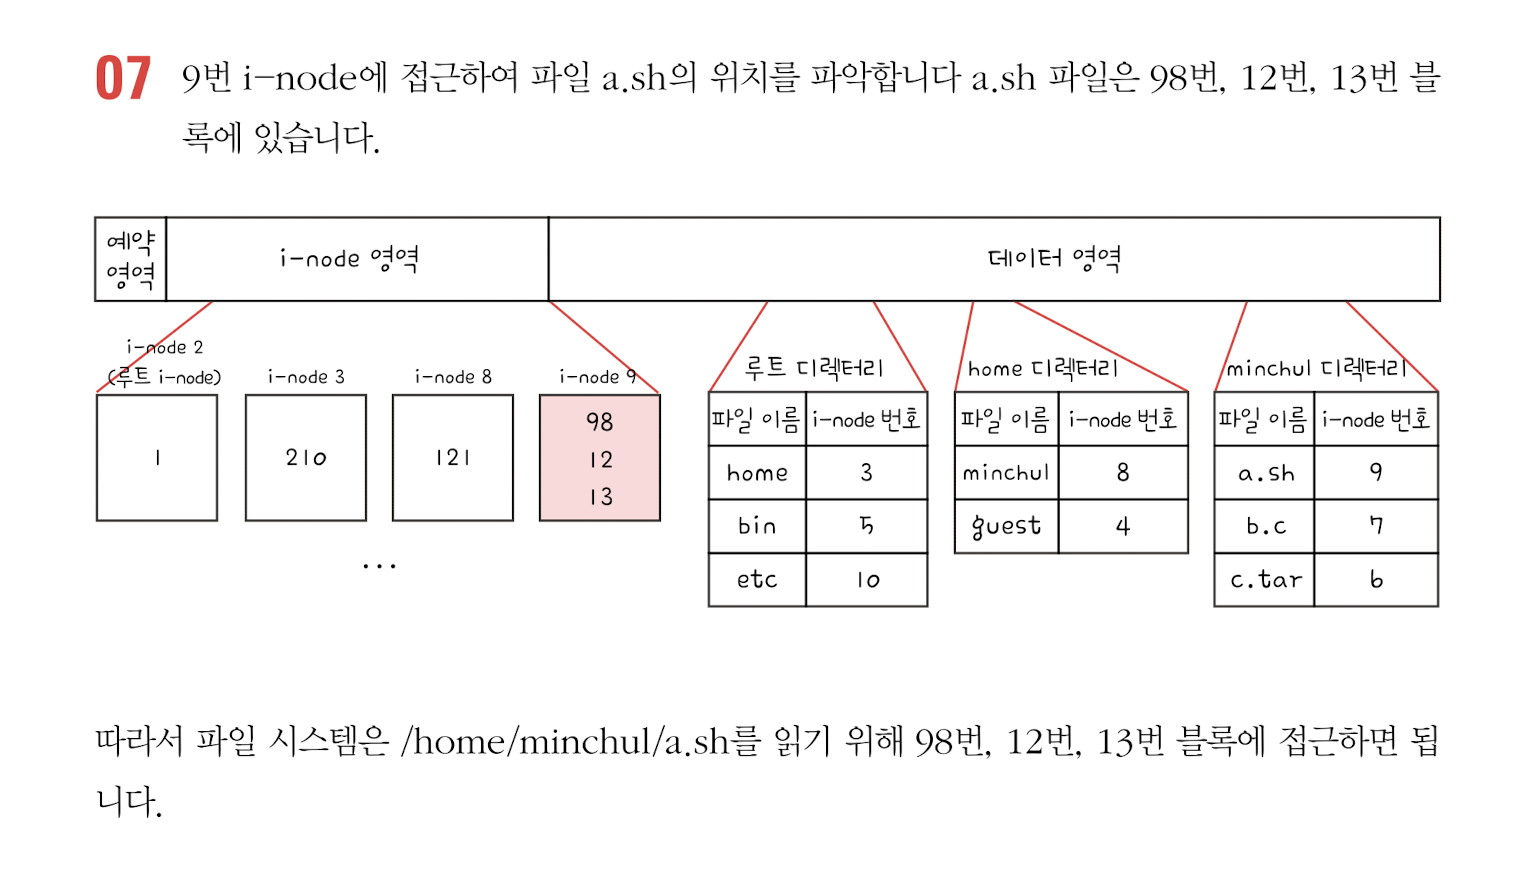 07 9번 i-node에 접근하여 파일 a.sh의 위치를 파악합니다 a.sh 파일은 98번, 12번, 13번 블
록에 있습니다.
예약
영역
i-node 영역
데이터 영역
i-node 2
(루트 i-node)
1
i-node 3
210
i-node 8
121
i-node 9
98
12
13
...
루트 디렉터리
파일 이름 i-node 번호
home 3
bin 5
etc 10
home 디렉터리
파일 이름 i-node 번호
minchul 8
guest 4
minchul 디렉터리
파일 이름 i-node 번호
a.sh 9
b.c 7
c.tar 6
따라서 파일 시스템은 /home/minchul/a.sh를 읽기 위해 98번, 12번, 13번 블록에 접근하면 됩
니다.